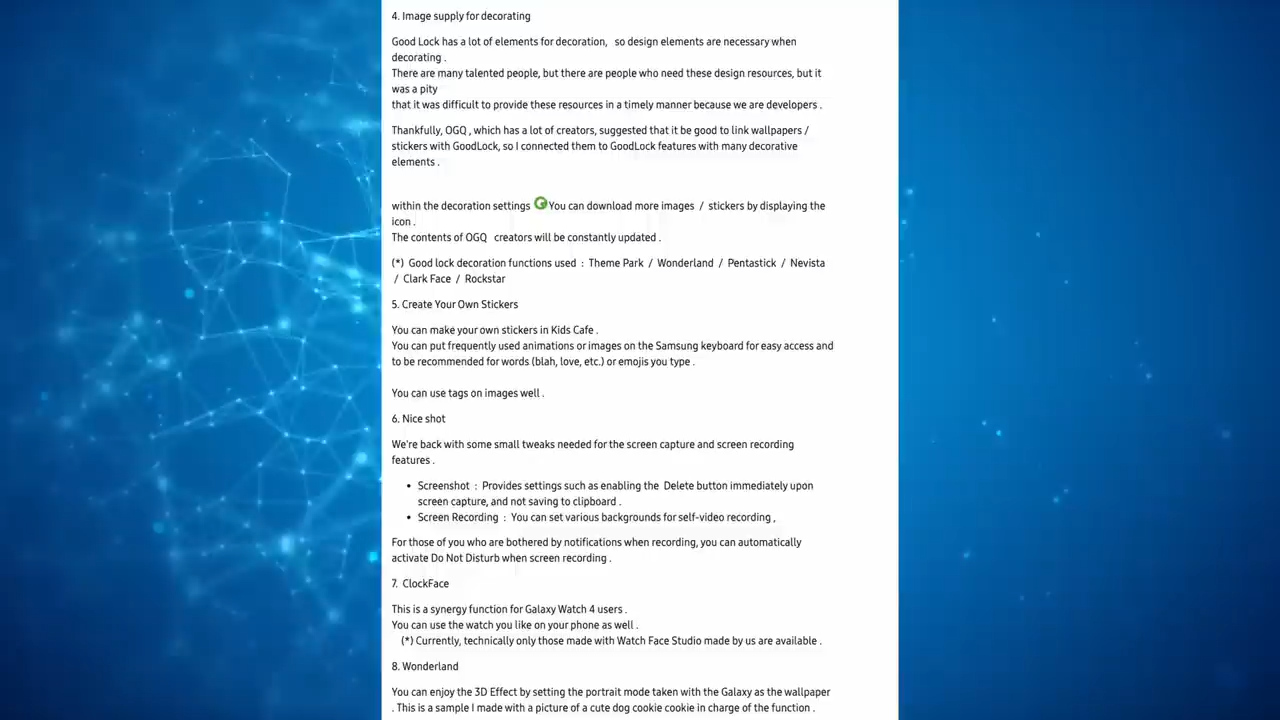 4. Image supply for decorating
Good Lock has a lot of elements for decoration, so design elements are necessary when
decorating .
There are many talented people, but there are people who need these design resources, but it
was a pity
that it was difficult to provide these resources in a timely manner because we are developers .
Thankfully, OGQ , which has a lot of creators, suggested that it be good to link wallpapers /
stickers with GoodLock, so I connected them to GoodLock features with many decorative
elements .
within the decoration settings You can download more images / stickers by displaying the
icon .
The contents of OGQ creators will be constantly updated .
(*) Good lock decoration functions used : Theme Park / Wonderland / Pentastick / Nevista
/ Clark Face / Rockstar
5. Create Your Own Stickers
You can make your own stickers in Kids Cafe .
You can put frequently used animations or images on the Samsung keyboard for easy access and
to be recommended for words (blah, love, etc.) or emojis you type .
You can use tags on images well .
6. Nice shot
We're back with some small tweaks needed for the screen capture and screen recording
features .
• Screenshot : Provides settings such as enabling the Delete button immediately upon
screen capture, and not saving to clipboard .
• Screen Recording : You can set various backgrounds for self-video recording ,
For those of you who are bothered by notifications when recording, you can automatically
activate Do Not Disturb when screen recording .
7. ClockFace
This is a synergy function for Galaxy Watch 4 users .
You can use the watch you like on your phone as well .
(*) Currently, technically only those made with Watch Face Studio made by us are available .
8. Wonderland
You can enjoy the 3D Effect by setting the portrait mode taken with the Galaxy as the wallpaper
. This is a sample I made with a picture of a cute dog cookie cookie in charge of the function .